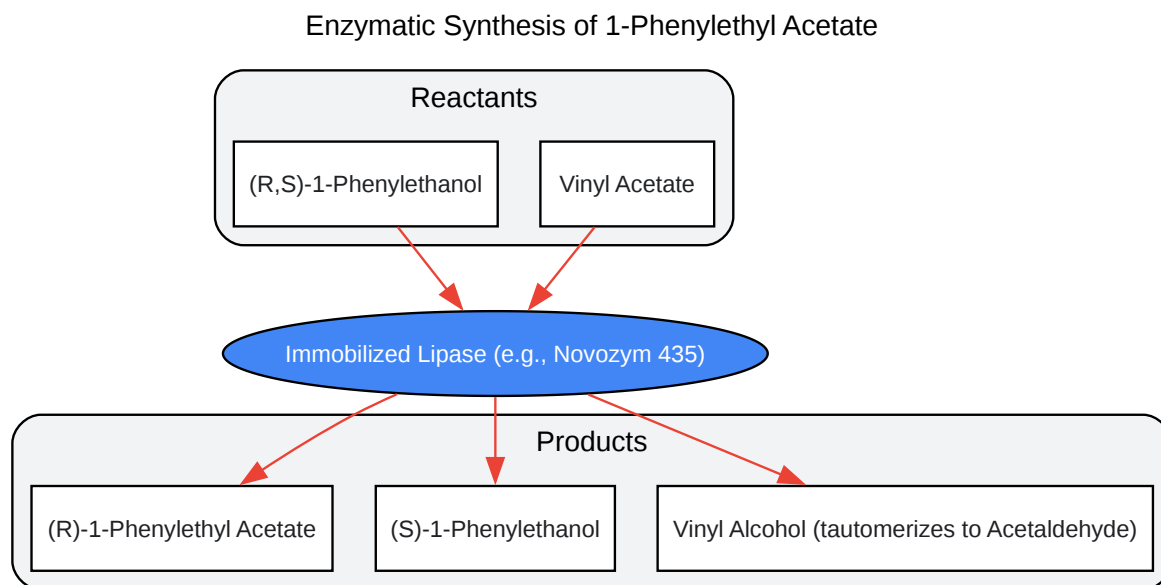 Enzymatic Synthesis of 1-Phenylethyl Acetate
Reactants
(R,S)-1-Phenylethanol
Vinyl Acetate
Immobilized Lipase (e.g., Novozym 435)
Products
(R)-1-Phenylethyl Acetate
(S)-1-Phenylethanol
Vinyl Alcohol (tautomerizes to Acetaldehyde)